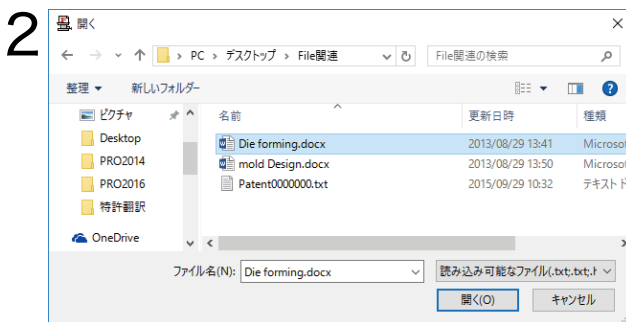 2
開く
PC › デスクトップ › File関連
File関連の検索
整理
新しいフォルダー
名前
更新日時
種類
ピクチャ
Desktop
PRO2014
PRO2016
特許翻訳
OneDrive
Die forming.docx 2013/08/29 13:41 Microso
mold Design.docx 2013/08/29 13:50 Microso
Patent0000000.txt 2015/09/29 10:32 テキスト
ファイル名(N): Die forming.docx
読み込み可能なファイル(.txt;.txt;.h
開く(O)
キャンセル